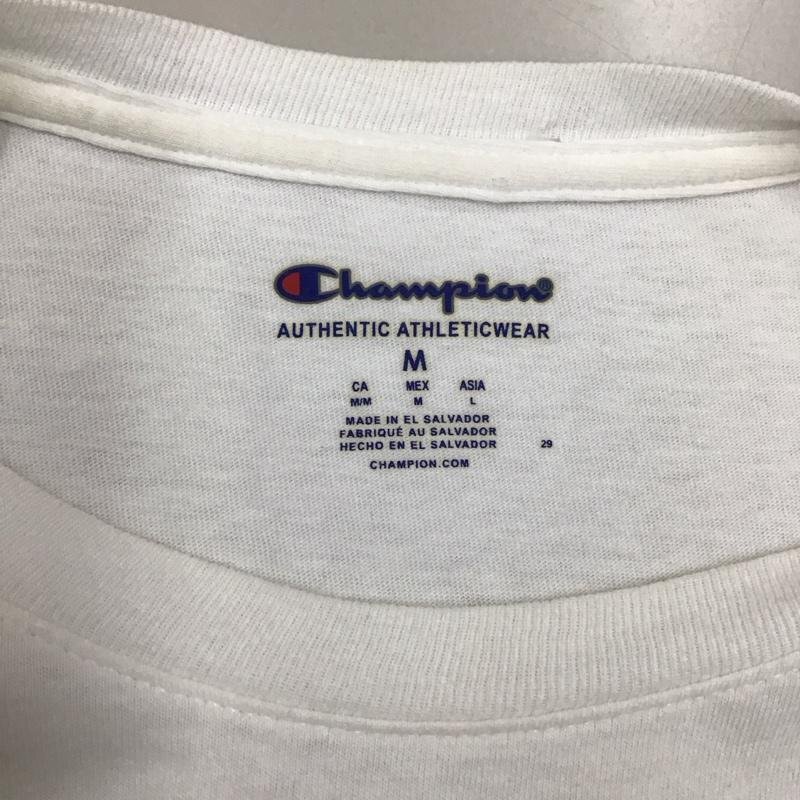 Champion®
AUTHENTIC ATHLETICWEAR
M
CA MEX ASIA
M/M M L
MADE IN EL SALVADOR
FABRIQUÉ AU SALVADOR
HECHO EN EL SALVADOR 29
CHAMPION.COM